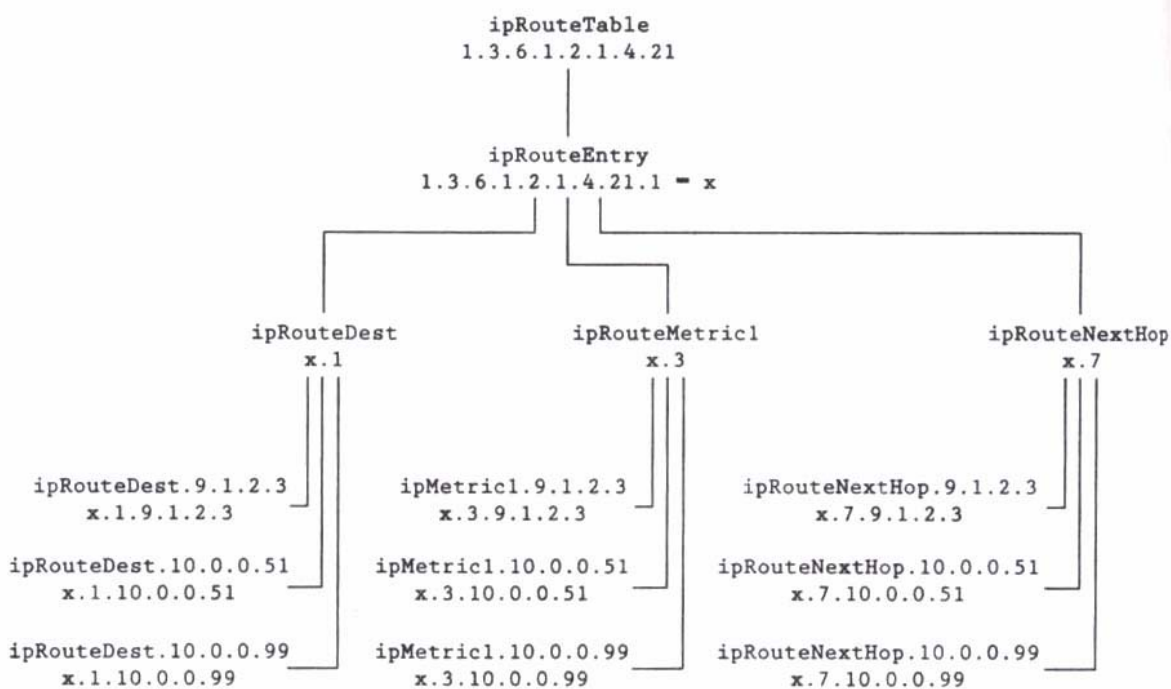 ipRouteTable
1.3.6.1.2.1.4.21
ipRouteEntry
1.3.6.1.2.1.4.21.1 = x
ipRouteDest
x.1
ipRouteMetric1
x.3
ipRouteNextHop
x.7
ipRouteDest.9.1.2.3
x.1.9.1.2.3
ipMetric1.9.1.2.3
x.3.9.1.2.3
ipRouteNextHop.9.1.2.3
x.7.9.1.2.3
ipRouteDest.10.0.0.51
x.1.10.0.0.51
ipMetric1.10.0.0.51
x.3.10.0.0.51
ipRouteNextHop.10.0.0.51
x.7.10.0.0.51
ipRouteDest.10.0.0.99
x.1.10.0.0.99
ipMetric1.10.0.0.99
x.3.10.0.0.99
ipRouteNextHop.10.0.0.99
x.7.10.0.0.99